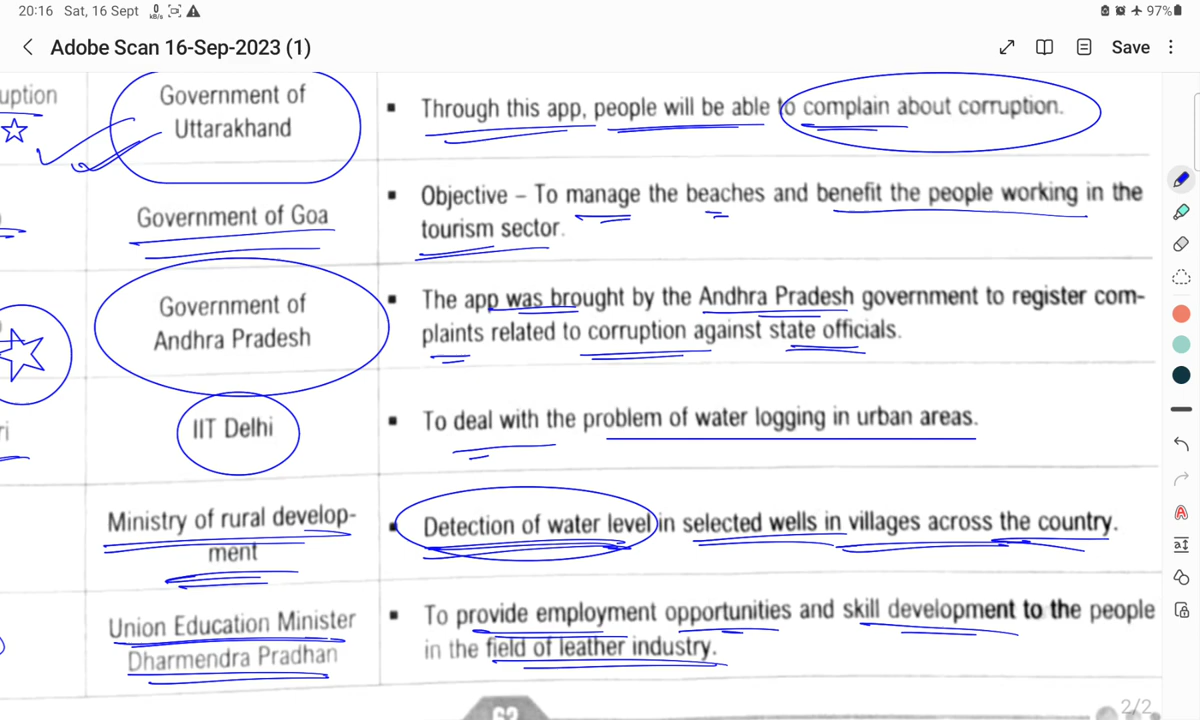 20:16 Sat, 16 Sept 0 kB/s 97%
Adobe Scan 16-Sep-2023 (1)
Save
uption
Government of
Uttarakhand
▪ Through this app, people will be able to complain about corruption.
Government of Goa
▪ Objective – To manage the beaches and benefit the people working in the
tourism sector.
Government of
Andhra Pradesh
▪ The app was brought by the Andhra Pradesh government to register com-
plaints related to corruption against state officials.
ri
IIT Delhi
▪ To deal with the problem of water logging in urban areas.
Ministry of rural develop-
ment
▪ Detection of water level in selected wells in villages across the country.
Union Education Minister
Dharmendra Pradhan
▪ To provide employment opportunities and skill development to the people
in the field of leather industry.
2/2